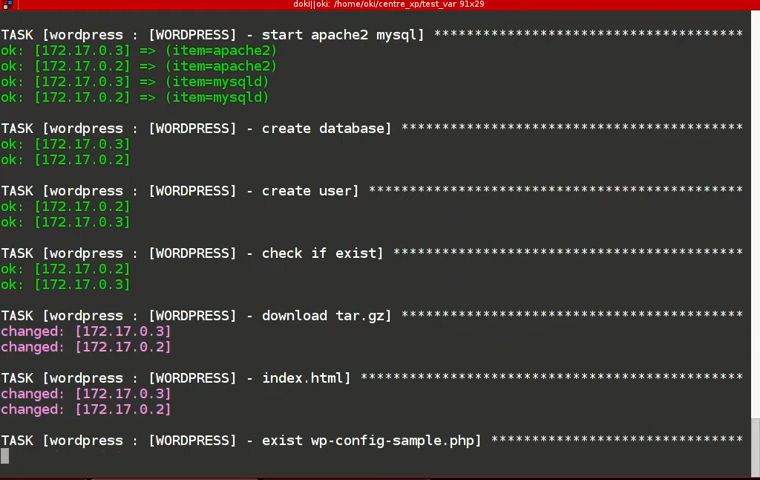 doki||oki: /home/oki/centre_xp/test_var 91x29
TASK [wordpress : [WORDPRESS] - start apache2 mysql] **************************************
ok: [172.17.0.3] => (item=apache2)
ok: [172.17.0.2] => (item=apache2)
ok: [172.17.0.3] => (item=mysqld)
ok: [172.17.0.2] => (item=mysqld)
TASK [wordpress : [WORDPRESS] - create database] ******************************************
ok: [172.17.0.3]
ok: [172.17.0.2]
TASK [wordpress : [WORDPRESS] - create user] **********************************************
ok: [172.17.0.2]
ok: [172.17.0.3]
TASK [wordpress : [WORDPRESS] - check if exist] *******************************************
ok: [172.17.0.2]
ok: [172.17.0.3]
TASK [wordpress : [WORDPRESS] - download tar.gz] ******************************************
changed: [172.17.0.3]
changed: [172.17.0.2]
TASK [wordpress : [WORDPRESS] - index.html] ***********************************************
changed: [172.17.0.3]
changed: [172.17.0.2]
TASK [wordpress : [WORDPRESS] - exist wp-config-sample.php] *******************************